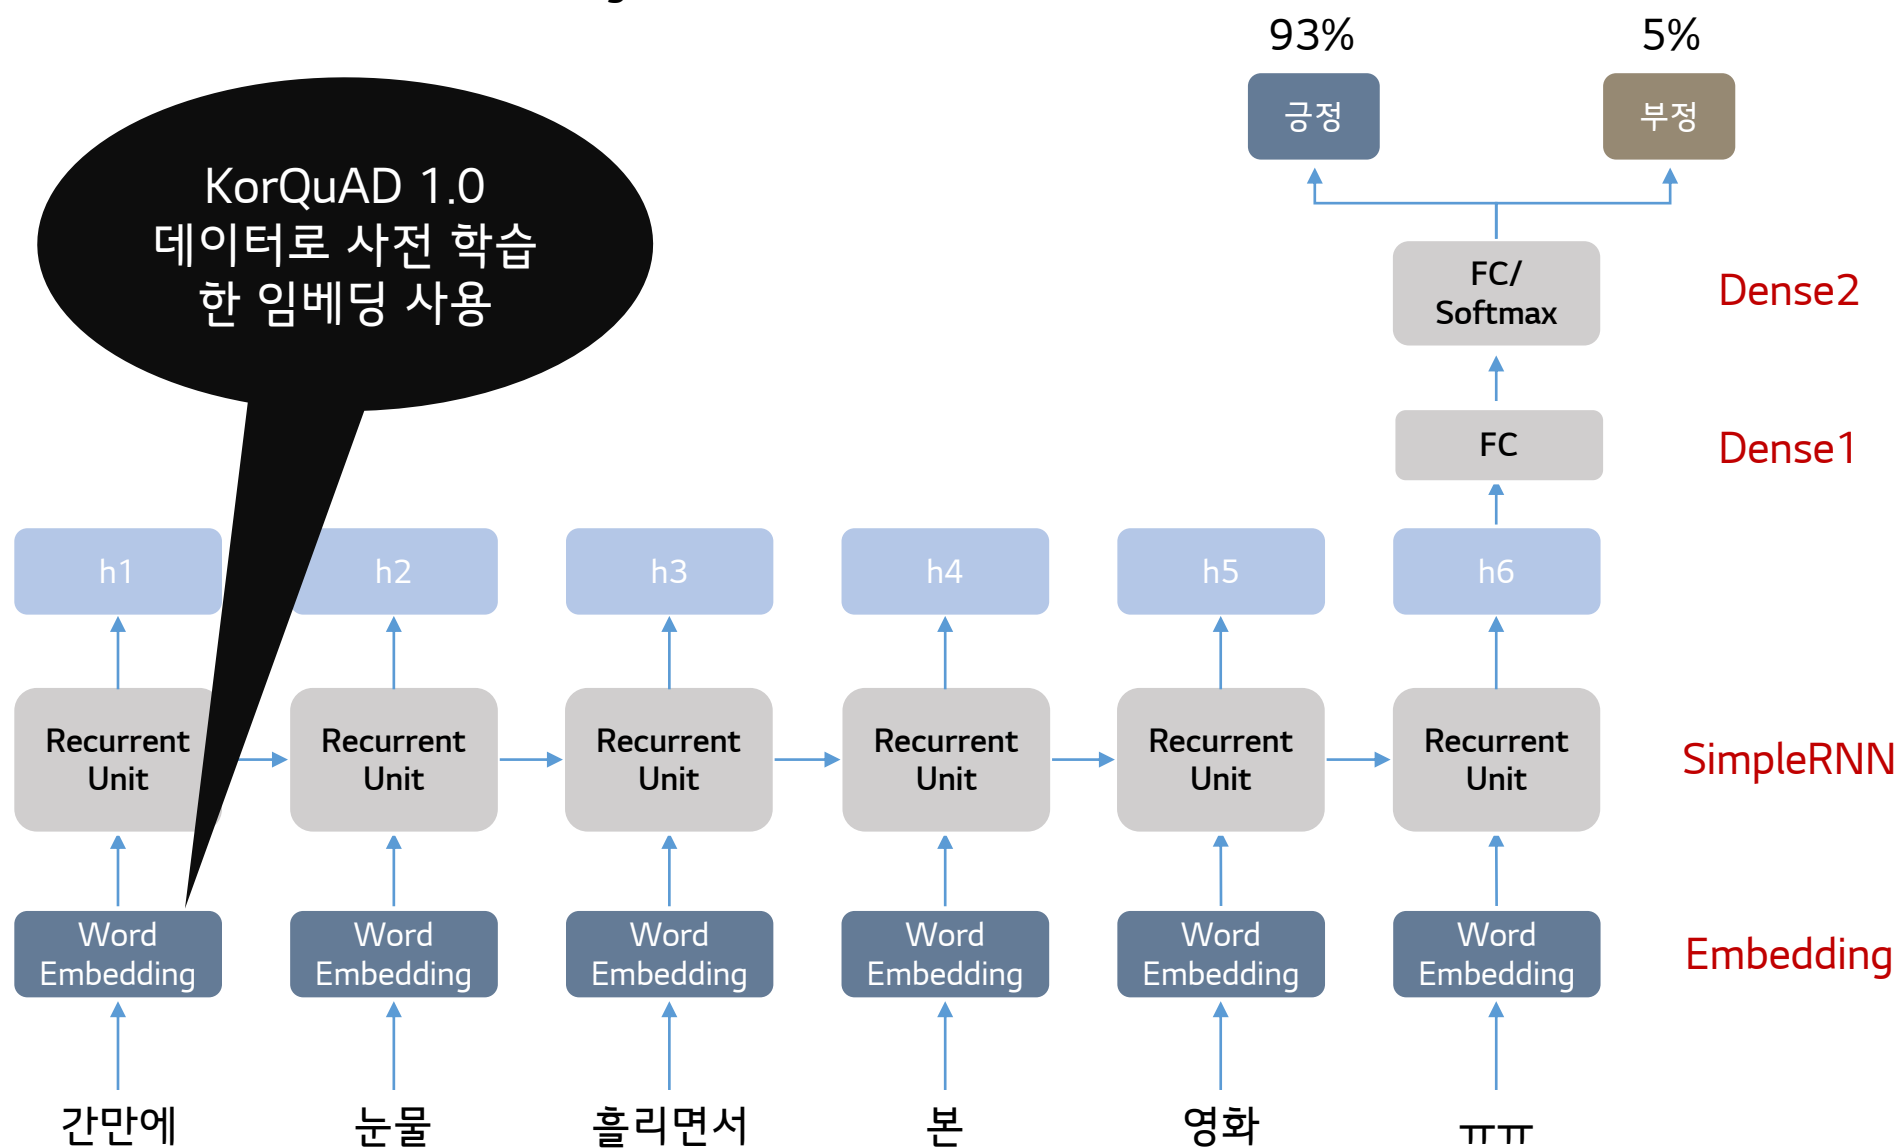 93%
5%
긍정
부정
KorQuAD 1.0
데이터로 사전 학습
한 임베딩 사용
FC/
Softmax
Dense2
FC
Dense1
h1
h2
h3
h4
h5
h6
Recurrent
Unit
Recurrent
Unit
Recurrent
Unit
Recurrent
Unit
Recurrent
Unit
Recurrent
Unit
SimpleRNN
Word
Embedding
Word
Embedding
Word
Embedding
Word
Embedding
Word
Embedding
Word
Embedding
Embedding
간만에
눈물
흘리면서
본
영화
ㅠㅠ